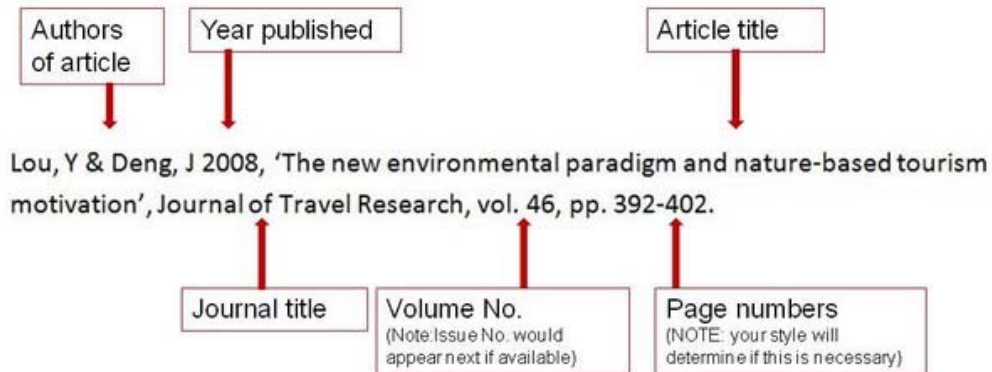 Authors
of article
Year published
Article title
Lou, Y & Deng, J 2008, ‘The new environmental paradigm and nature-based tourism
motivation’, Journal of Travel Research, vol. 46, pp. 392-402.
Journal title
Volume No.
(Note:Issue No. would
appear next if available)
Page numbers
(NOTE: your style will
determine if this is necessary)